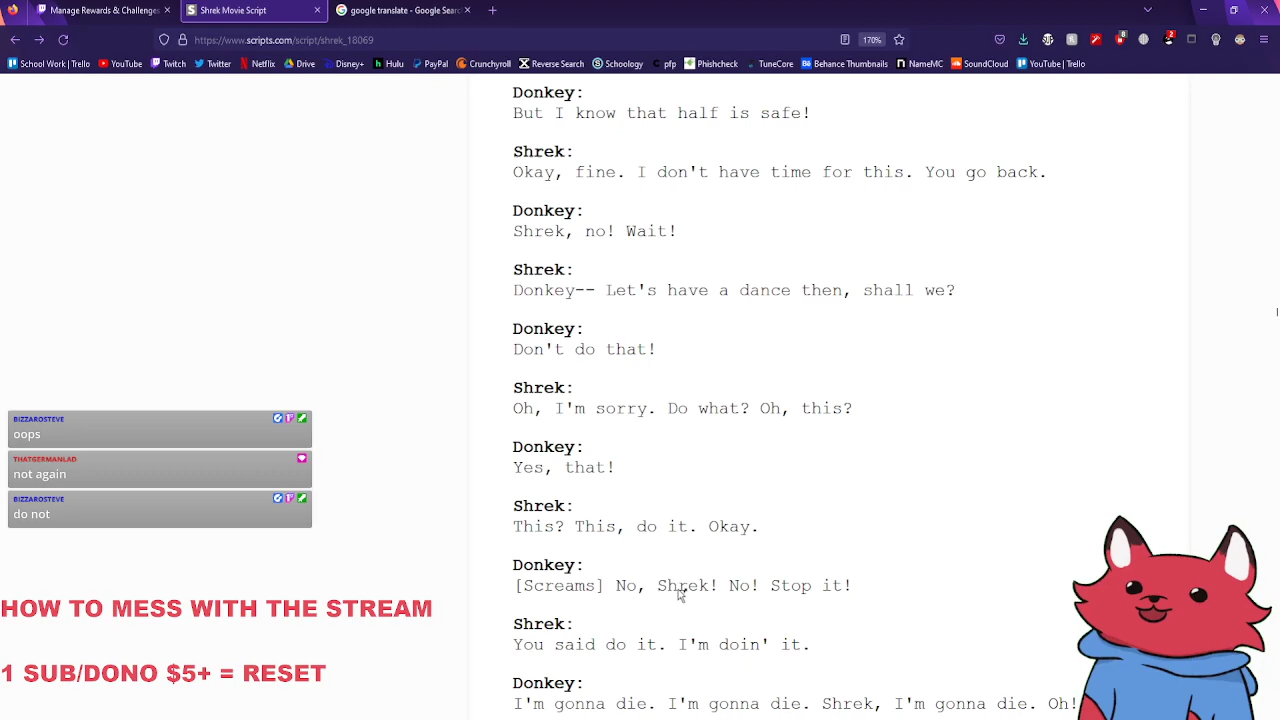 Manage Rewards & Challenges
Shrek Movie Script
google translate - Google Searc
https://www.scripts.com/script/shrek_18069
170%
School Work | Trello
YouTube
Twitch
Twitter
Netflix
Drive
Disney+
Hulu
PayPal
Crunchyroll
Reverse Search
Schoology
pfp
Phishcheck
TuneCore
Behance Thumbnails
NameMC
SoundCloud
YouTube | Trello
Donkey:
But I know that half is safe!
Shrek:
Okay, fine. I don't have time for this. You go back.
Donkey:
Shrek, no! Wait!
Shrek:
Donkey-- Let's have a dance then, shall we?
Donkey:
Don't do that!
Shrek:
Oh, I'm sorry. Do what? Oh, this?
Donkey:
Yes, that!
Shrek:
This? This, do it. Okay.
Donkey:
[Screams] No, Shrek! No! Stop it!
Shrek:
You said do it. I'm doin' it.
Donkey:
I'm gonna die. I'm gonna die. Shrek, I'm gonna die. Oh!
BIZZAROSTEVE
oops
THATGERMANLAD
not again
BIZZAROSTEVE
do not
HOW TO MESS WITH THE STREAM
1 SUB/DONO $5+ = RESET